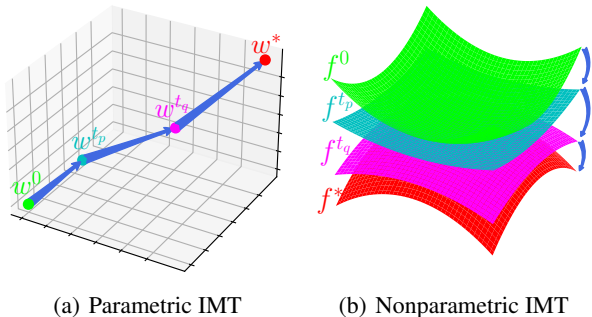 w^*
w^{t_q}
w^{t_p}
w^0
f^0
f^{t_p}
f^{t_q}
f^*
(a) Parametric IMT
(b) Nonparametric IMT